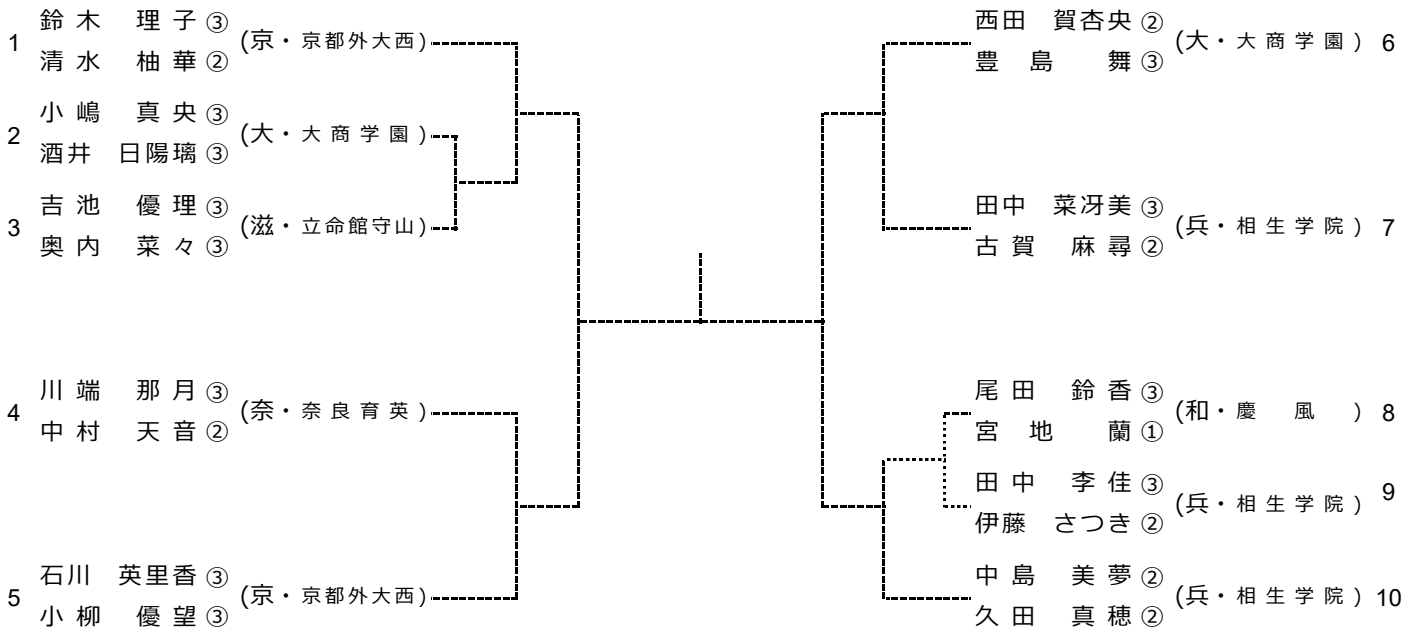 1 鈴木 理子③ (京・京都外大西)
清水 柚華②
2 小嶋 真央③ (大・大商学園)
酒井 日陽璃③
3 吉池 優理③ (滋・立命館守山)
奥内 菜々③
4 川端 那月③ (奈・奈良育英)
中村 天音②
5 石川 英里香③ (京・京都外大西)
小柳 優望③
西田 賀杏央② (大・大商学園) 6
豊島 舞③
田中 菜冴美③ (兵・相生学院) 7
古賀 麻尋②
尾田 鈴香③ (和・慶風) 8
宮地 蘭①
田中 李佳③ (兵・相生学院) 9
伊藤 さつき②
中島 美夢② (兵・相生学院) 10
久田 真穂②